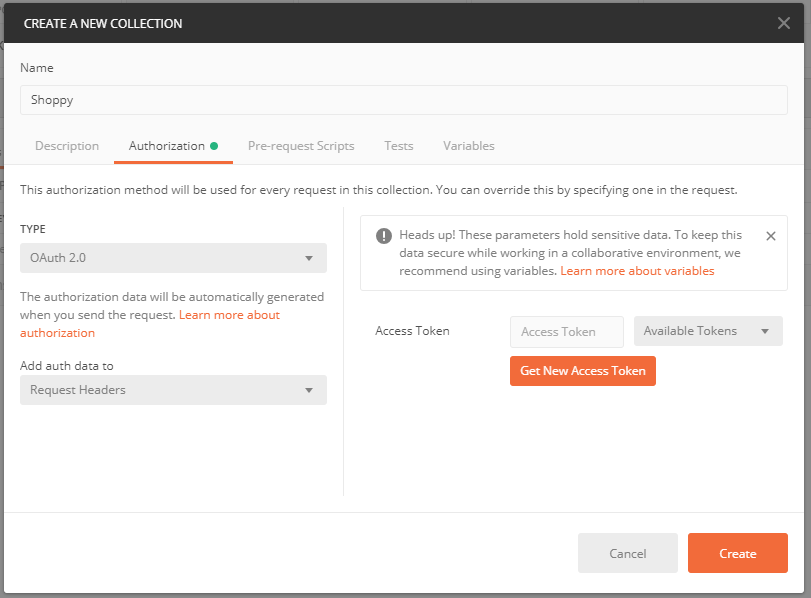 CREATE A NEW COLLECTION
Name
Shoppy
Description Authorization Pre-request Scripts Tests Variables
This authorization method will be used for every request in this collection. You can override this by specifying one in the request.
TYPE
OAuth 2.0
The authorization data will be automatically generated
when you send the request. Learn more about
authorization
Add auth data to
Request Headers
Heads up! These parameters hold sensitive data. To keep this
data secure while working in a collaborative environment, we
recommend using variables. Learn more about variables
Access Token Access Token Available Tokens
Get New Access Token
Cancel Create